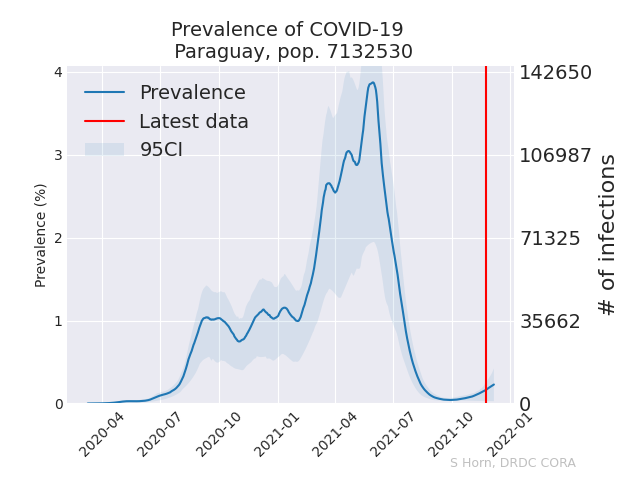 Prevalence of COVID-19
Paraguay, pop. 7132530
4
3
2
1
0
Prevalence (%)
Prevalence
Latest data
95CI
142650
106987
71325
35662
0
# of infections
2020-04
2020-07
2020-10
2021-01
2021-04
2021-07
2021-10
2022-01
S Horn, DRDC CORA